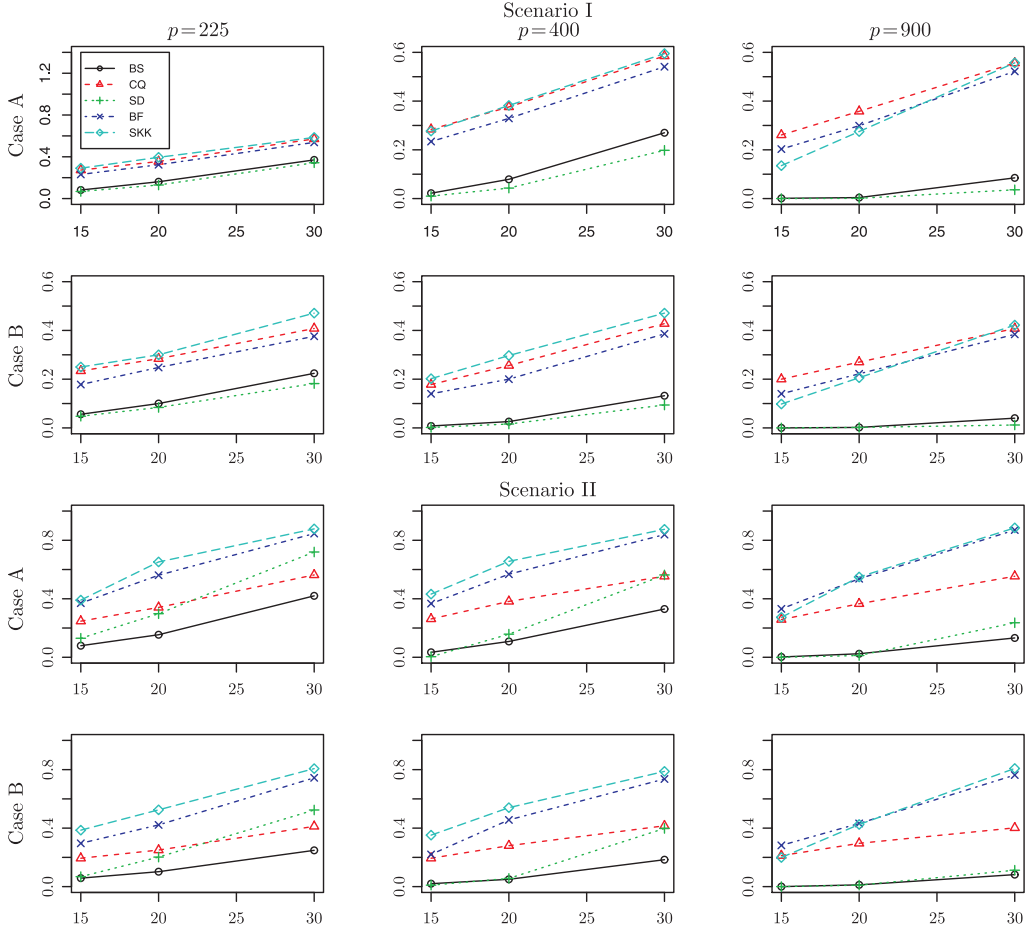 Scenario I
p=225
p=400
p=900
Case A
0.0 0.4 0.8 1.2
BS
CQ
SD
BF
SKK
15 20 25 30
0.0 0.2 0.4 0.6
15 20 25 30
0.0 0.2 0.4 0.6
15 20 25 30
Case B
0.0 0.2 0.4 0.6
15 20 25 30
0.0 0.2 0.4 0.6
15 20 25 30
0.0 0.2 0.4 0.6
15 20 25 30
Scenario II
Case A
0.0 0.4 0.8
15 20 25 30
0.0 0.4 0.8
15 20 25 30
0.0 0.4 0.8
15 20 25 30
Case B
0.0 0.4 0.8
15 20 25 30
0.0 0.4 0.8
15 20 25 30
0.0 0.4 0.8
15 20 25 30